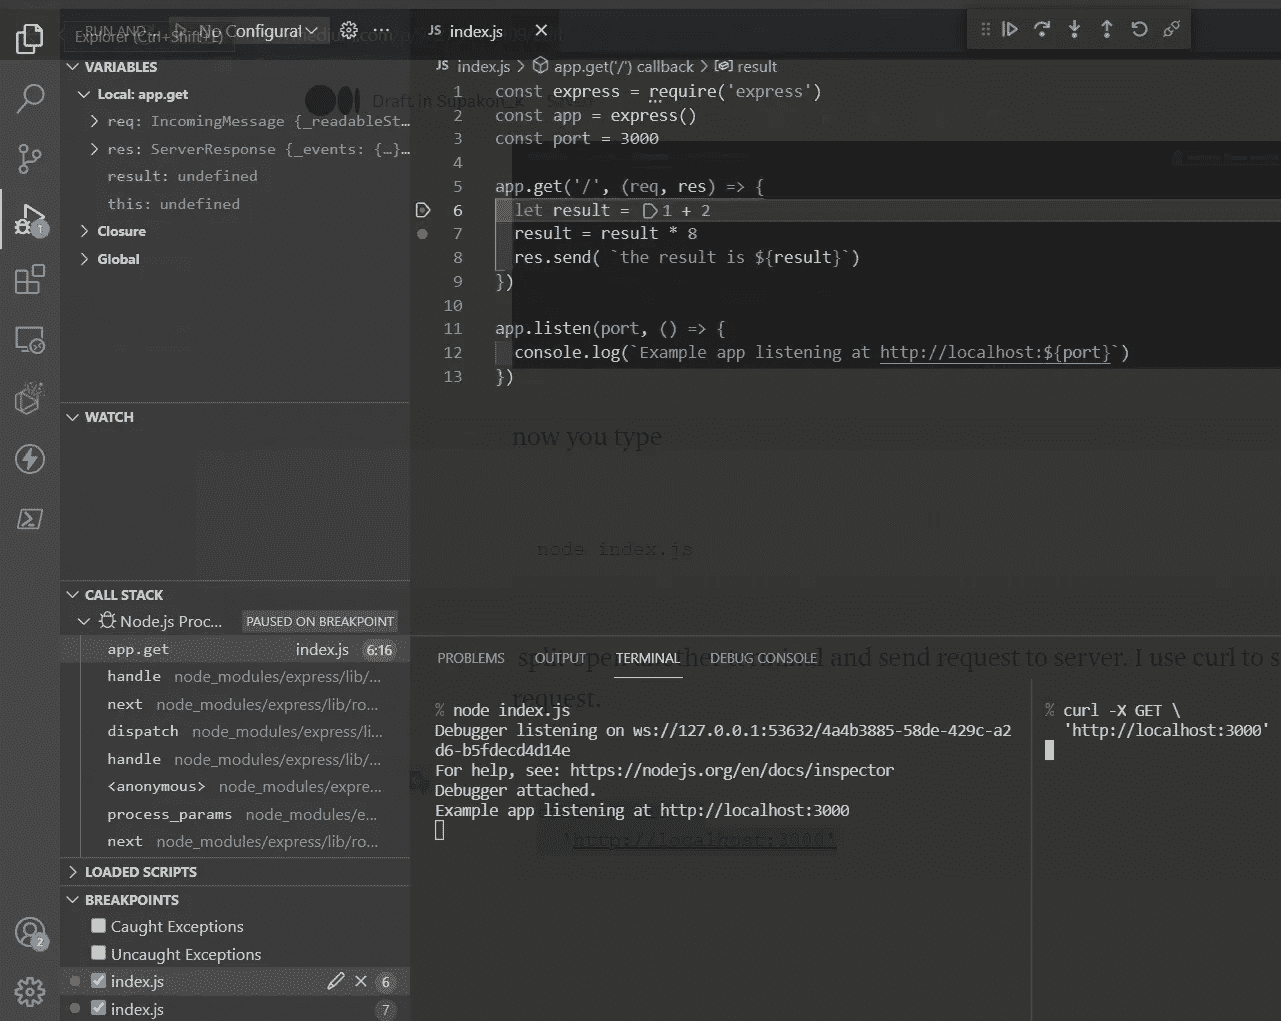 RUN AND... No Configural
Explorer (Ctrl+Shift+E)
VARIABLES
Local: app.get
req: IncomingMessage {_readableSt...
res: ServerResponse {_events: {…}...
result: undefined
this: undefined
Closure
Global
WATCH
CALL STACK
Node.js Proc... PAUSED ON BREAKPOINT
app.get index.js 6:16
handle node_modules/express/lib/...
next node_modules/express/lib/ro...
dispatch node_modules/express/li...
handle node_modules/express/lib/...
<anonymous> node_modules/expre...
process_params node_modules/e...
next node_modules/express/lib/ro...
LOADED SCRIPTS
BREAKPOINTS
Caught Exceptions
Uncaught Exceptions
index.js 6
index.js 7
1
2
JS index.js
JS index.js > app.get('/') callback > result
Draft in Supakon_k Saved
1 const express = require('express')
2 const app = express()
3 const port = 3000
4
5 app.get('/', (req, res) => {
6 let result = 1 + 2
7 result = result * 8
8 res.send( `the result is ${result}`)
9 })
10
11 app.listen(port, () => {
12 console.log(`Example app listening at http://localhost:${port}`)
13 })
now you type
node index.js
PROBLEMS OUTPUT TERMINAL DEBUG CONSOLE
and send request to server. I use curl to s
request.
% node index.js
Debugger listening on ws://127.0.0.1:53632/4a4b3885-58de-429c-a2
d6-b5fdecd4d14e
For help, see: https://nodejs.org/en/docs/inspector
Debugger attached.
Example app listening at http://localhost:3000
'http://localhost:3000'
% curl -X GET \
'http://localhost:3000'